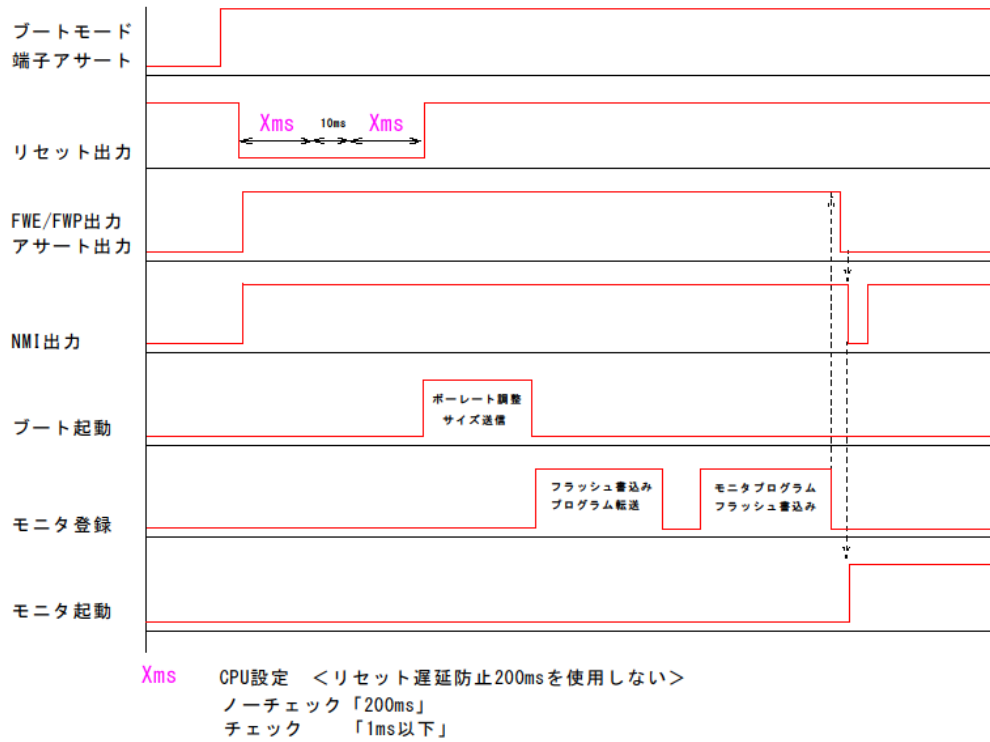 ブートモード
端子アサート
Xms 10ms Xms
リセット出力
FWE/FWP出力
アサート出力
NMI出力
ボーレート調整
サイズ送信
ブート起動
フラッシュ書込み
プログラム転送
モニタプログラム
フラッシュ書込み
モニタ登録
モニタ起動
Xms CPU設定 <リセット遅延防止200msを使用しない>
ノーチェック「200ms」
チェック 「1ms以下」